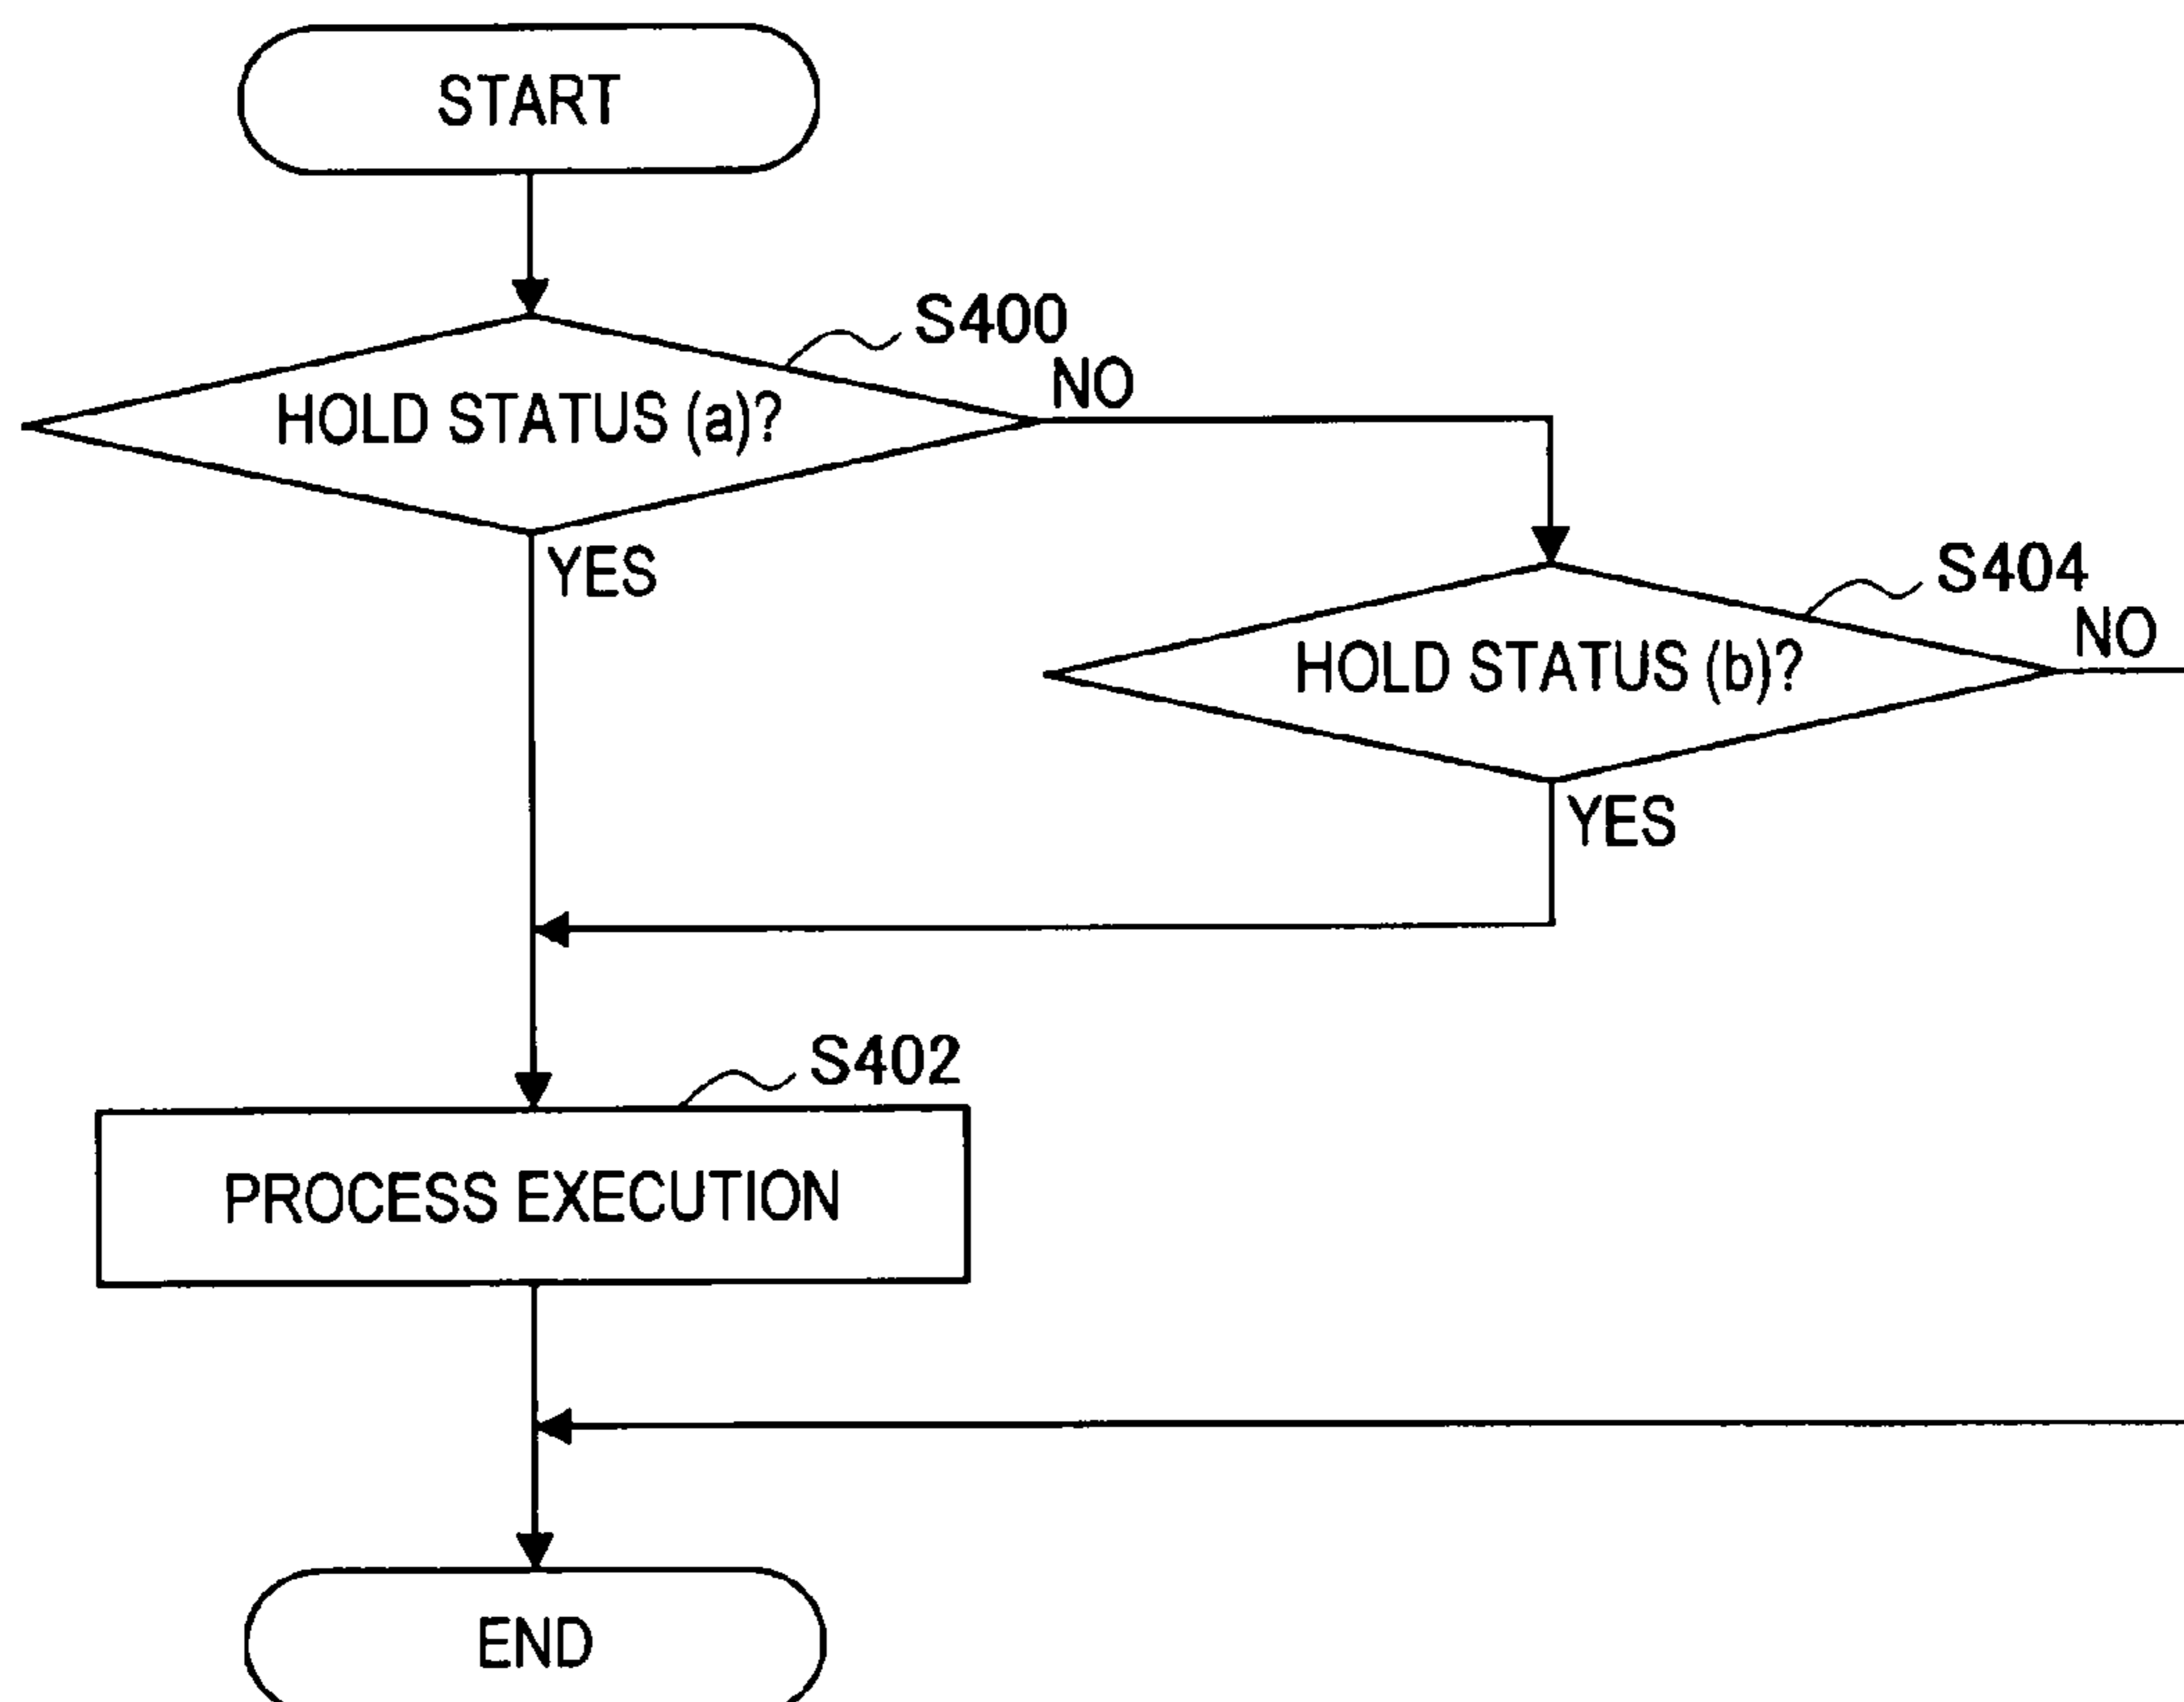 START
S400
NO
HOLD STATUS (a)?
YES
S404
NO
HOLD STATUS (b)?
YES
S402
PROCESS EXECUTION
END